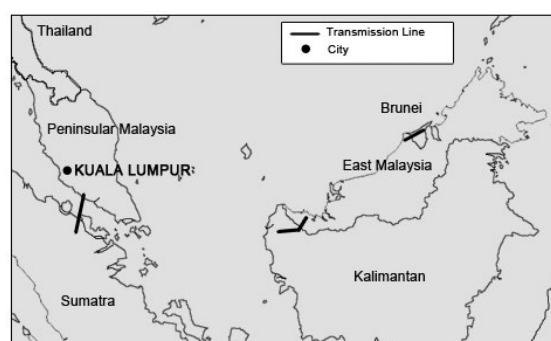 Thailand
Transmission Line
City
Brunei
Peninsular Malaysia
East Malaysia
KUALA LUMPUR
Kalimantan
Sumatra